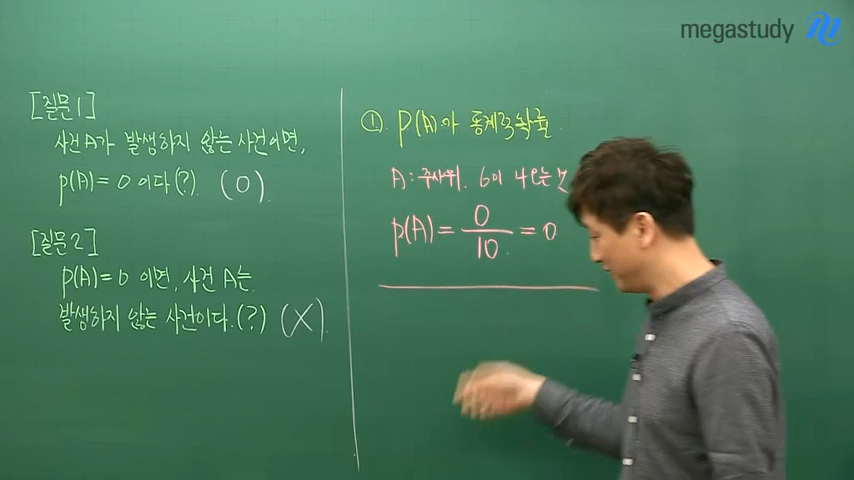 megastudy
[질문1]
사건A가 발생하지 않는 사건이면,
p(A)=0 이다(?). (O).
[질문2]
p(A)=0 이면, 사건 A는
발생하지 않는 사건이다.(?) (X).
①. P(A)가 통계적 확률.
A: 주사위. 6이 나오는
p(A)= 0/10 = 0